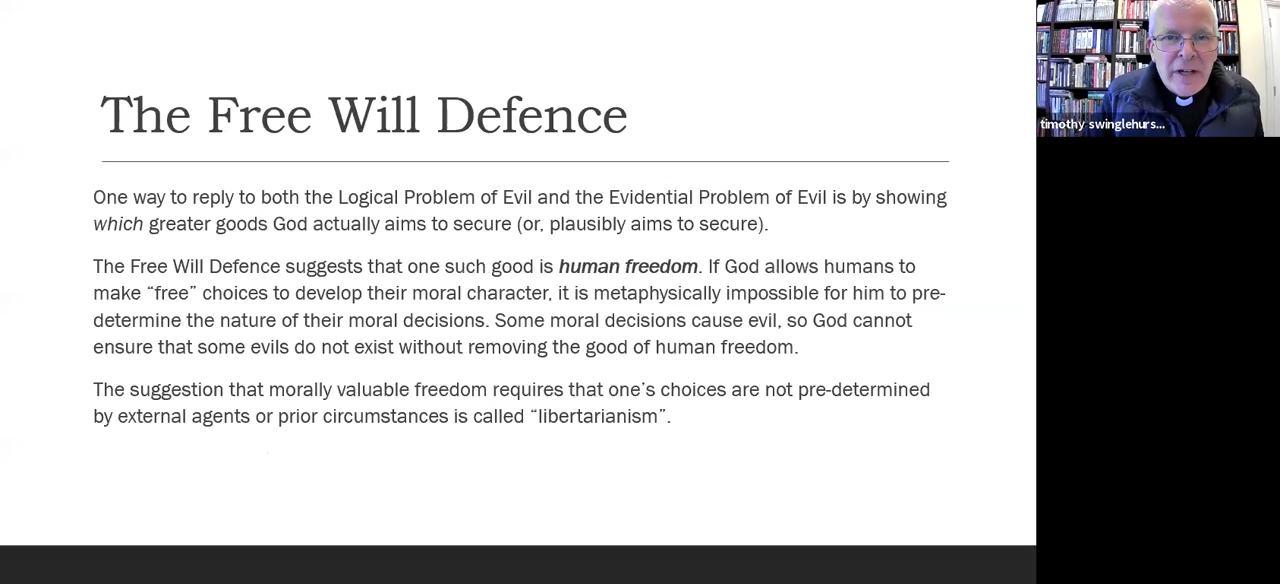 The Free Will Defence
One way to reply to both the Logical Problem of Evil and the Evidential Problem of Evil is by showing
which greater goods God actually aims to secure (or, plausibly aims to secure).
The Free Will Defence suggests that one such good is human freedom. If God allows humans to
make “free” choices to develop their moral character, it is metaphysically impossible for him to pre-
determine the nature of their moral decisions. Some moral decisions cause evil, so God cannot
ensure that some evils do not exist without removing the good of human freedom.
The suggestion that morally valuable freedom requires that one’s choices are not pre-determined
by external agents or prior circumstances is called “libertarianism”.
timothy swinglehurs...